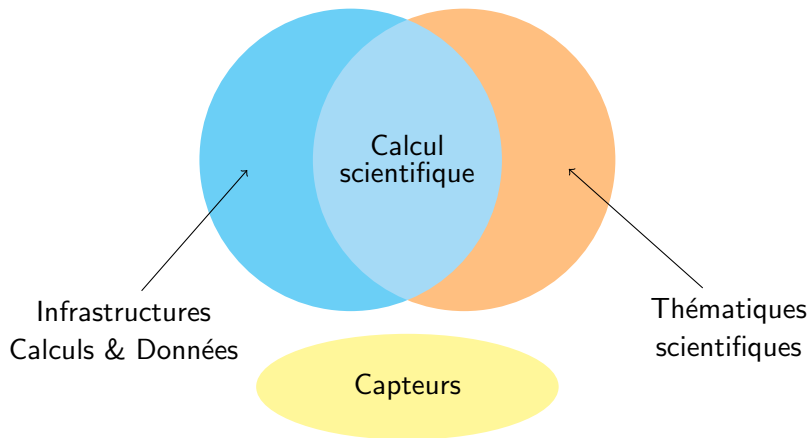 Calcul
scientifique
Infrastructures
Calculs & Données
Thématiques
scientifiques
Capteurs